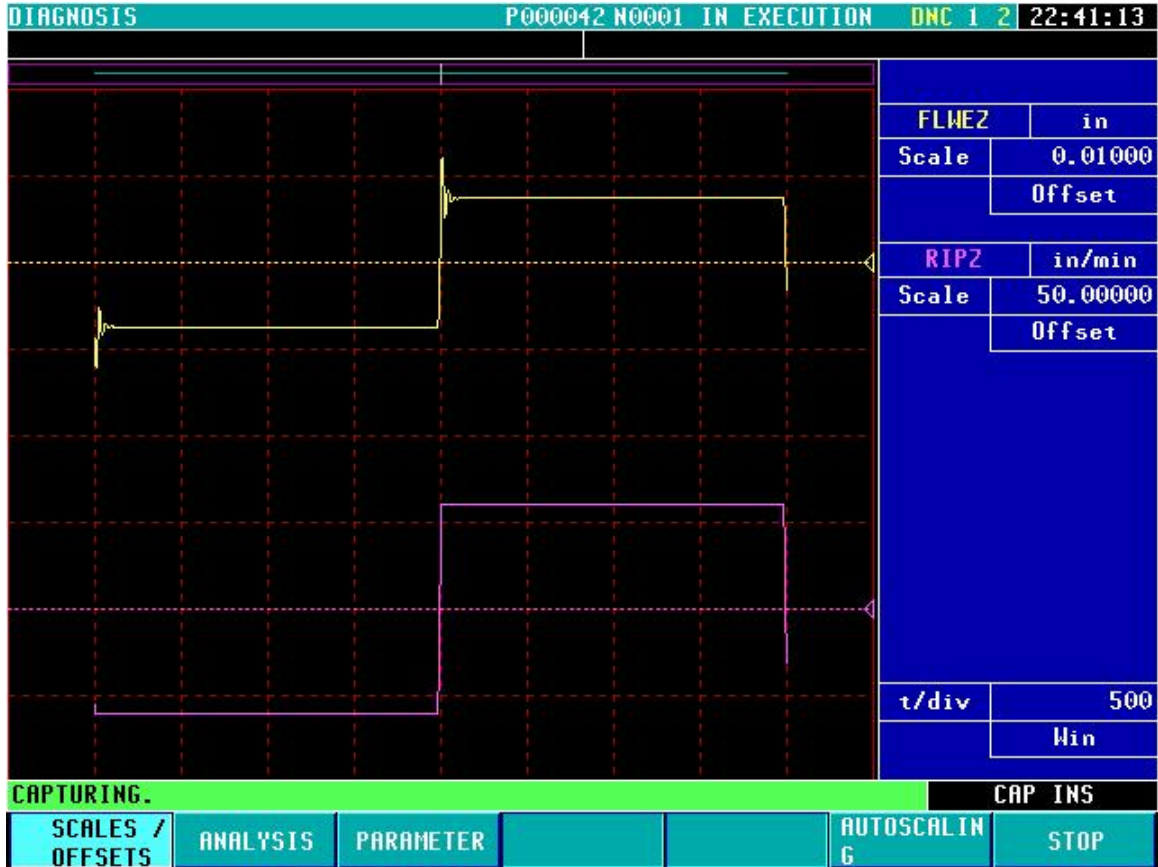 DIAGNOSIS P000042 N0001 IN EXECUTION DNC 1 2 22:41:13
FLWEZ in
Scale 0.01000
Offset
RIPZ in/min
Scale 50.00000
Offset
t/div 500
Win
CAPTURING. CAP INS
SCALES / OFFSETS
ANALYSIS
PARAMETER
AUTOSCALIN
G
STOP